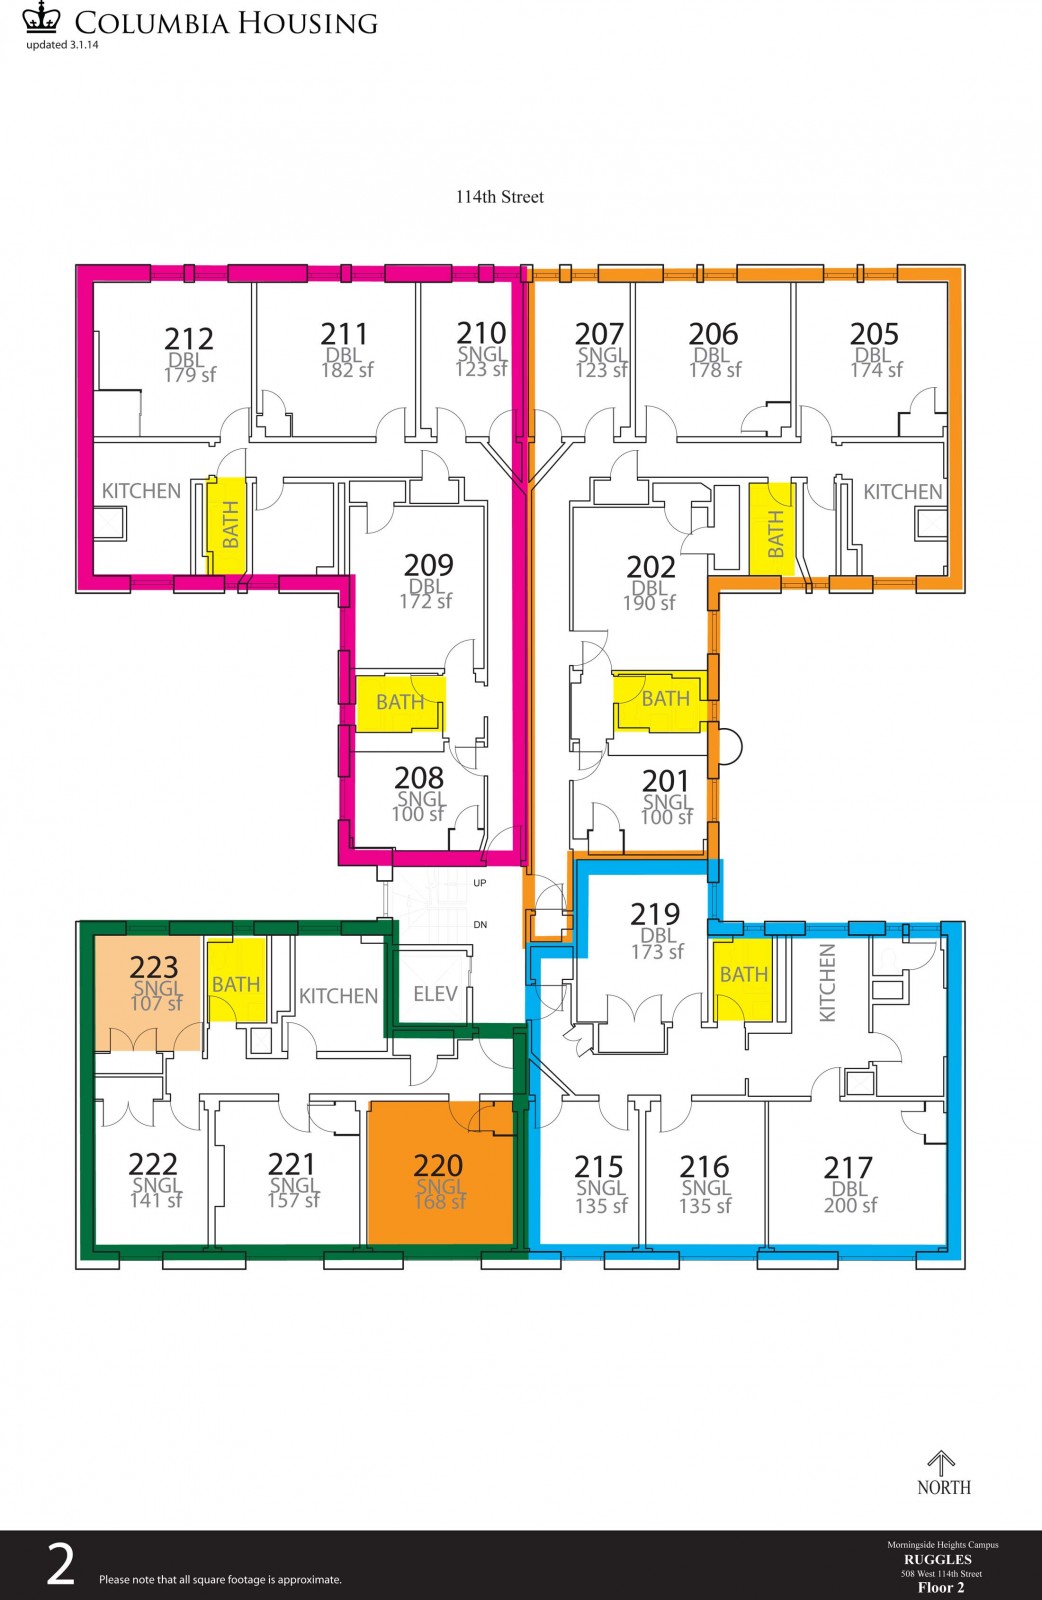 COLUMBIA HOUSING
updated 3.1.14
114th Street
212
DBL
179 sf
211
DBL
182 sf
210
SNGL
123 sf
207
SNGL
123 sf
206
DBL
178 sf
205
DBL
174 sf
KITCHEN
BATH
209
DBL
172 sf
202
DBL
190 sf
BATH
KITCHEN
BATH
BATH
208
SNGL
100 sf
201
SNGL
100 sf
UP
DN
219
DBL
173 sf
223
SNGL
107 sf
BATH
KITCHEN
ELEV
BATH
KITCHEN
222
SNGL
141 sf
221
SNGL
157 sf
220
SNGL
168 sf
215
SNGL
135 sf
216
SNGL
135 sf
217
DBL
200 sf
NORTH
2
Please note that all square footage is approximate.
Morningside Heights Campus
RUGGLES
508 West 114th Street
Floor 2